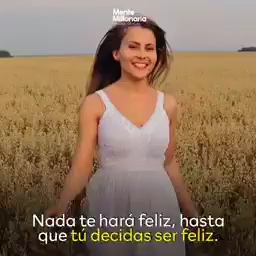 Mente
Millonaria
Nada te hará feliz, hasta
que tú decidas ser feliz.